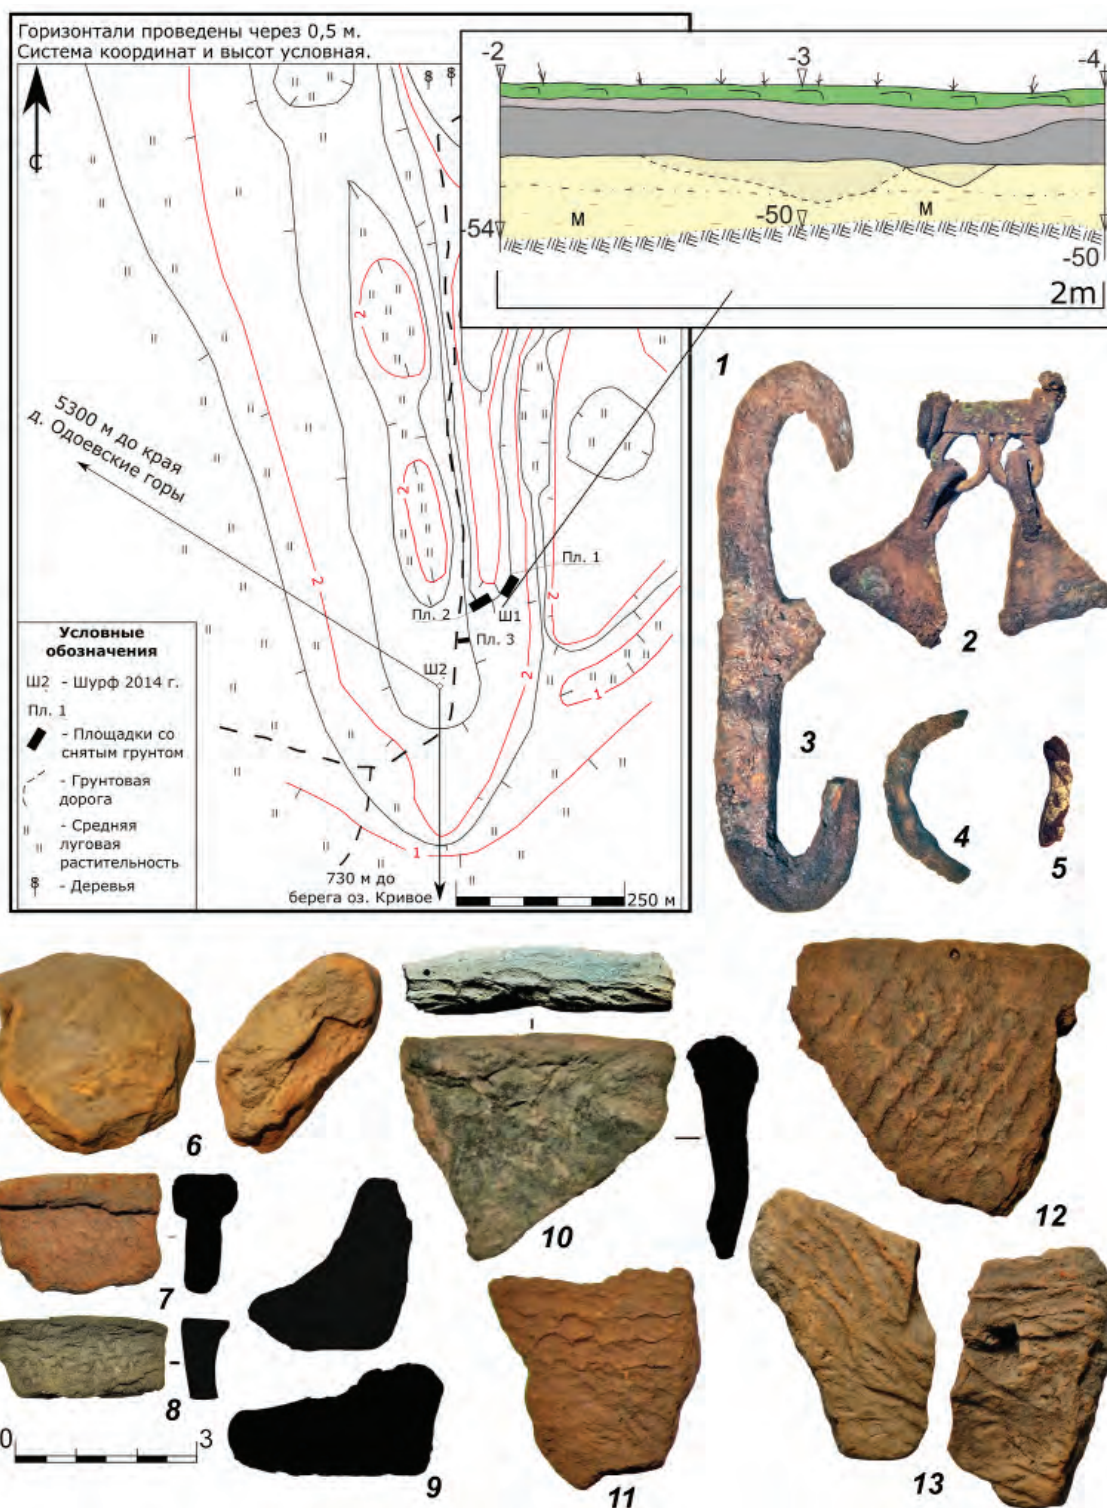 Горизонтали проведены через 0,5 м.
Система координат и высот условная.
С
-2
-3
-4
М
М
-54
-50
-50
2m
5300 м до края
д. Одоевские горы
2
2
2
2
2
1
1
Пл. 1
Пл. 2
Ш1
Пл. 3
Ш2
Условные
обозначения
Ш2 - Шурф 2014 г.
Пл. 1
- Площадки со
снятым грунтом
- Грунтовая
дорога
- Средняя
луговая
растительность
- Деревья
730 м до
берега оз. Кривое
250 м
1
2
3
4
5
6
7
8
9
10
11
12
13
0
3